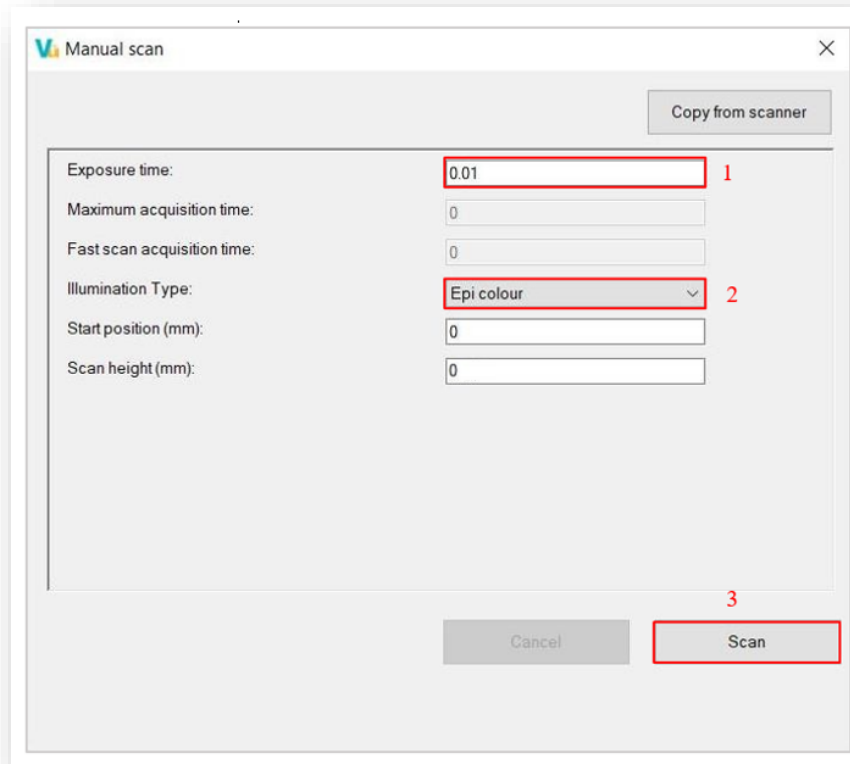 Manual scan
Copy from scanner
Exposure time: 0.01 1
Maximum acquisition time: 0
Fast scan acquisition time: 0
Illumination Type: Epi colour 2
Start position (mm): 0
Scan height (mm): 0
3
Cancel Scan